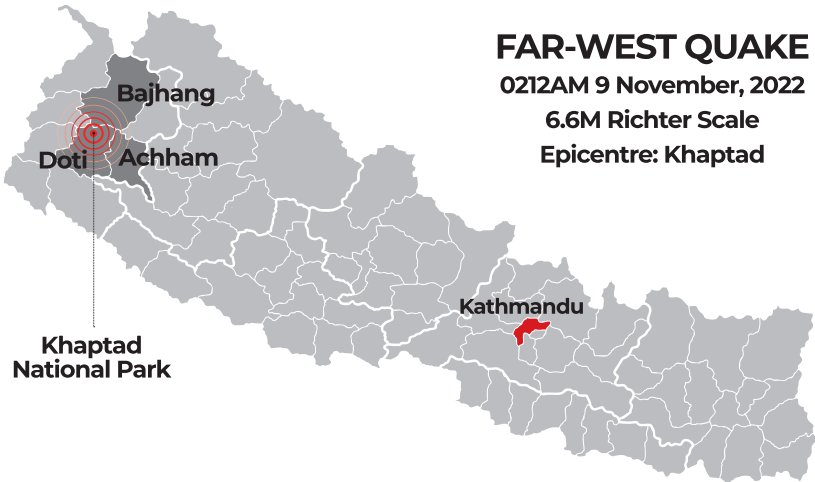 FAR-WEST QUAKE
0212AM 9 November, 2022
6.6M Richter Scale
Epicentre: Khaptad
Bajhang
Doti
Achham
Kathmandu
Khaptad
National Park